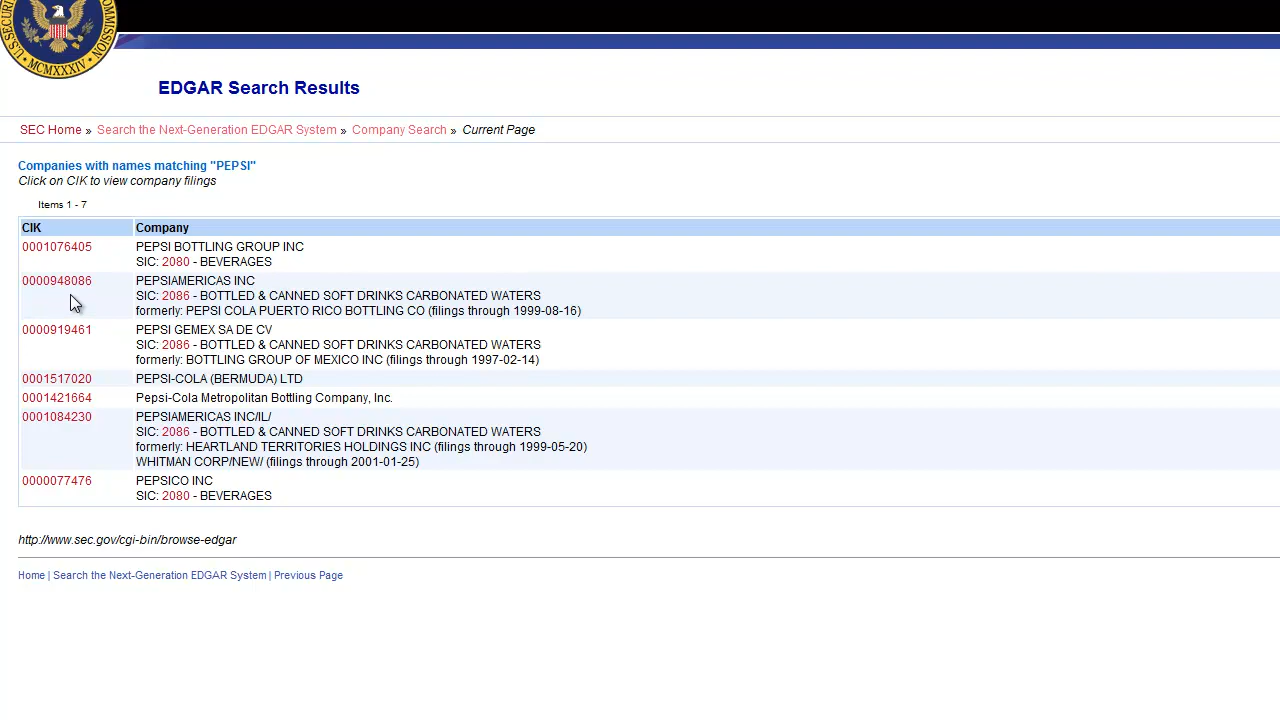 U.S. SECURI
COMMISSION
MCMXXXIV
EDGAR Search Results
SEC Home » Search the Next-Generation EDGAR System » Company Search » Current Page
Companies with names matching "PEPSI"
Click on CIK to view company filings
Items 1 - 7
CIK Company
0001076405 PEPSI BOTTLING GROUP INC
SIC: 2080 - BEVERAGES
0000948086 PEPSIAMERICAS INC
SIC: 2086 - BOTTLED & CANNED SOFT DRINKS CARBONATED WATERS
formerly: PEPSI COLA PUERTO RICO BOTTLING CO (filings through 1999-08-16)
0000919461 PEPSI GEMEX SA DE CV
SIC: 2086 - BOTTLED & CANNED SOFT DRINKS CARBONATED WATERS
formerly: BOTTLING GROUP OF MEXICO INC (filings through 1997-02-14)
0001517020 PEPSI-COLA (BERMUDA) LTD
0001421664 Pepsi-Cola Metropolitan Bottling Company, Inc.
0001084230 PEPSIAMERICAS INC/IL/
SIC: 2086 - BOTTLED & CANNED SOFT DRINKS CARBONATED WATERS
formerly: HEARTLAND TERRITORIES HOLDINGS INC (filings through 1999-05-20)
WHITMAN CORP/NEW/ (filings through 2001-01-25)
0000077476 PEPSICO INC
SIC: 2080 - BEVERAGES
http://www.sec.gov/cgi-bin/browse-edgar
Home | Search the Next-Generation EDGAR System | Previous Page